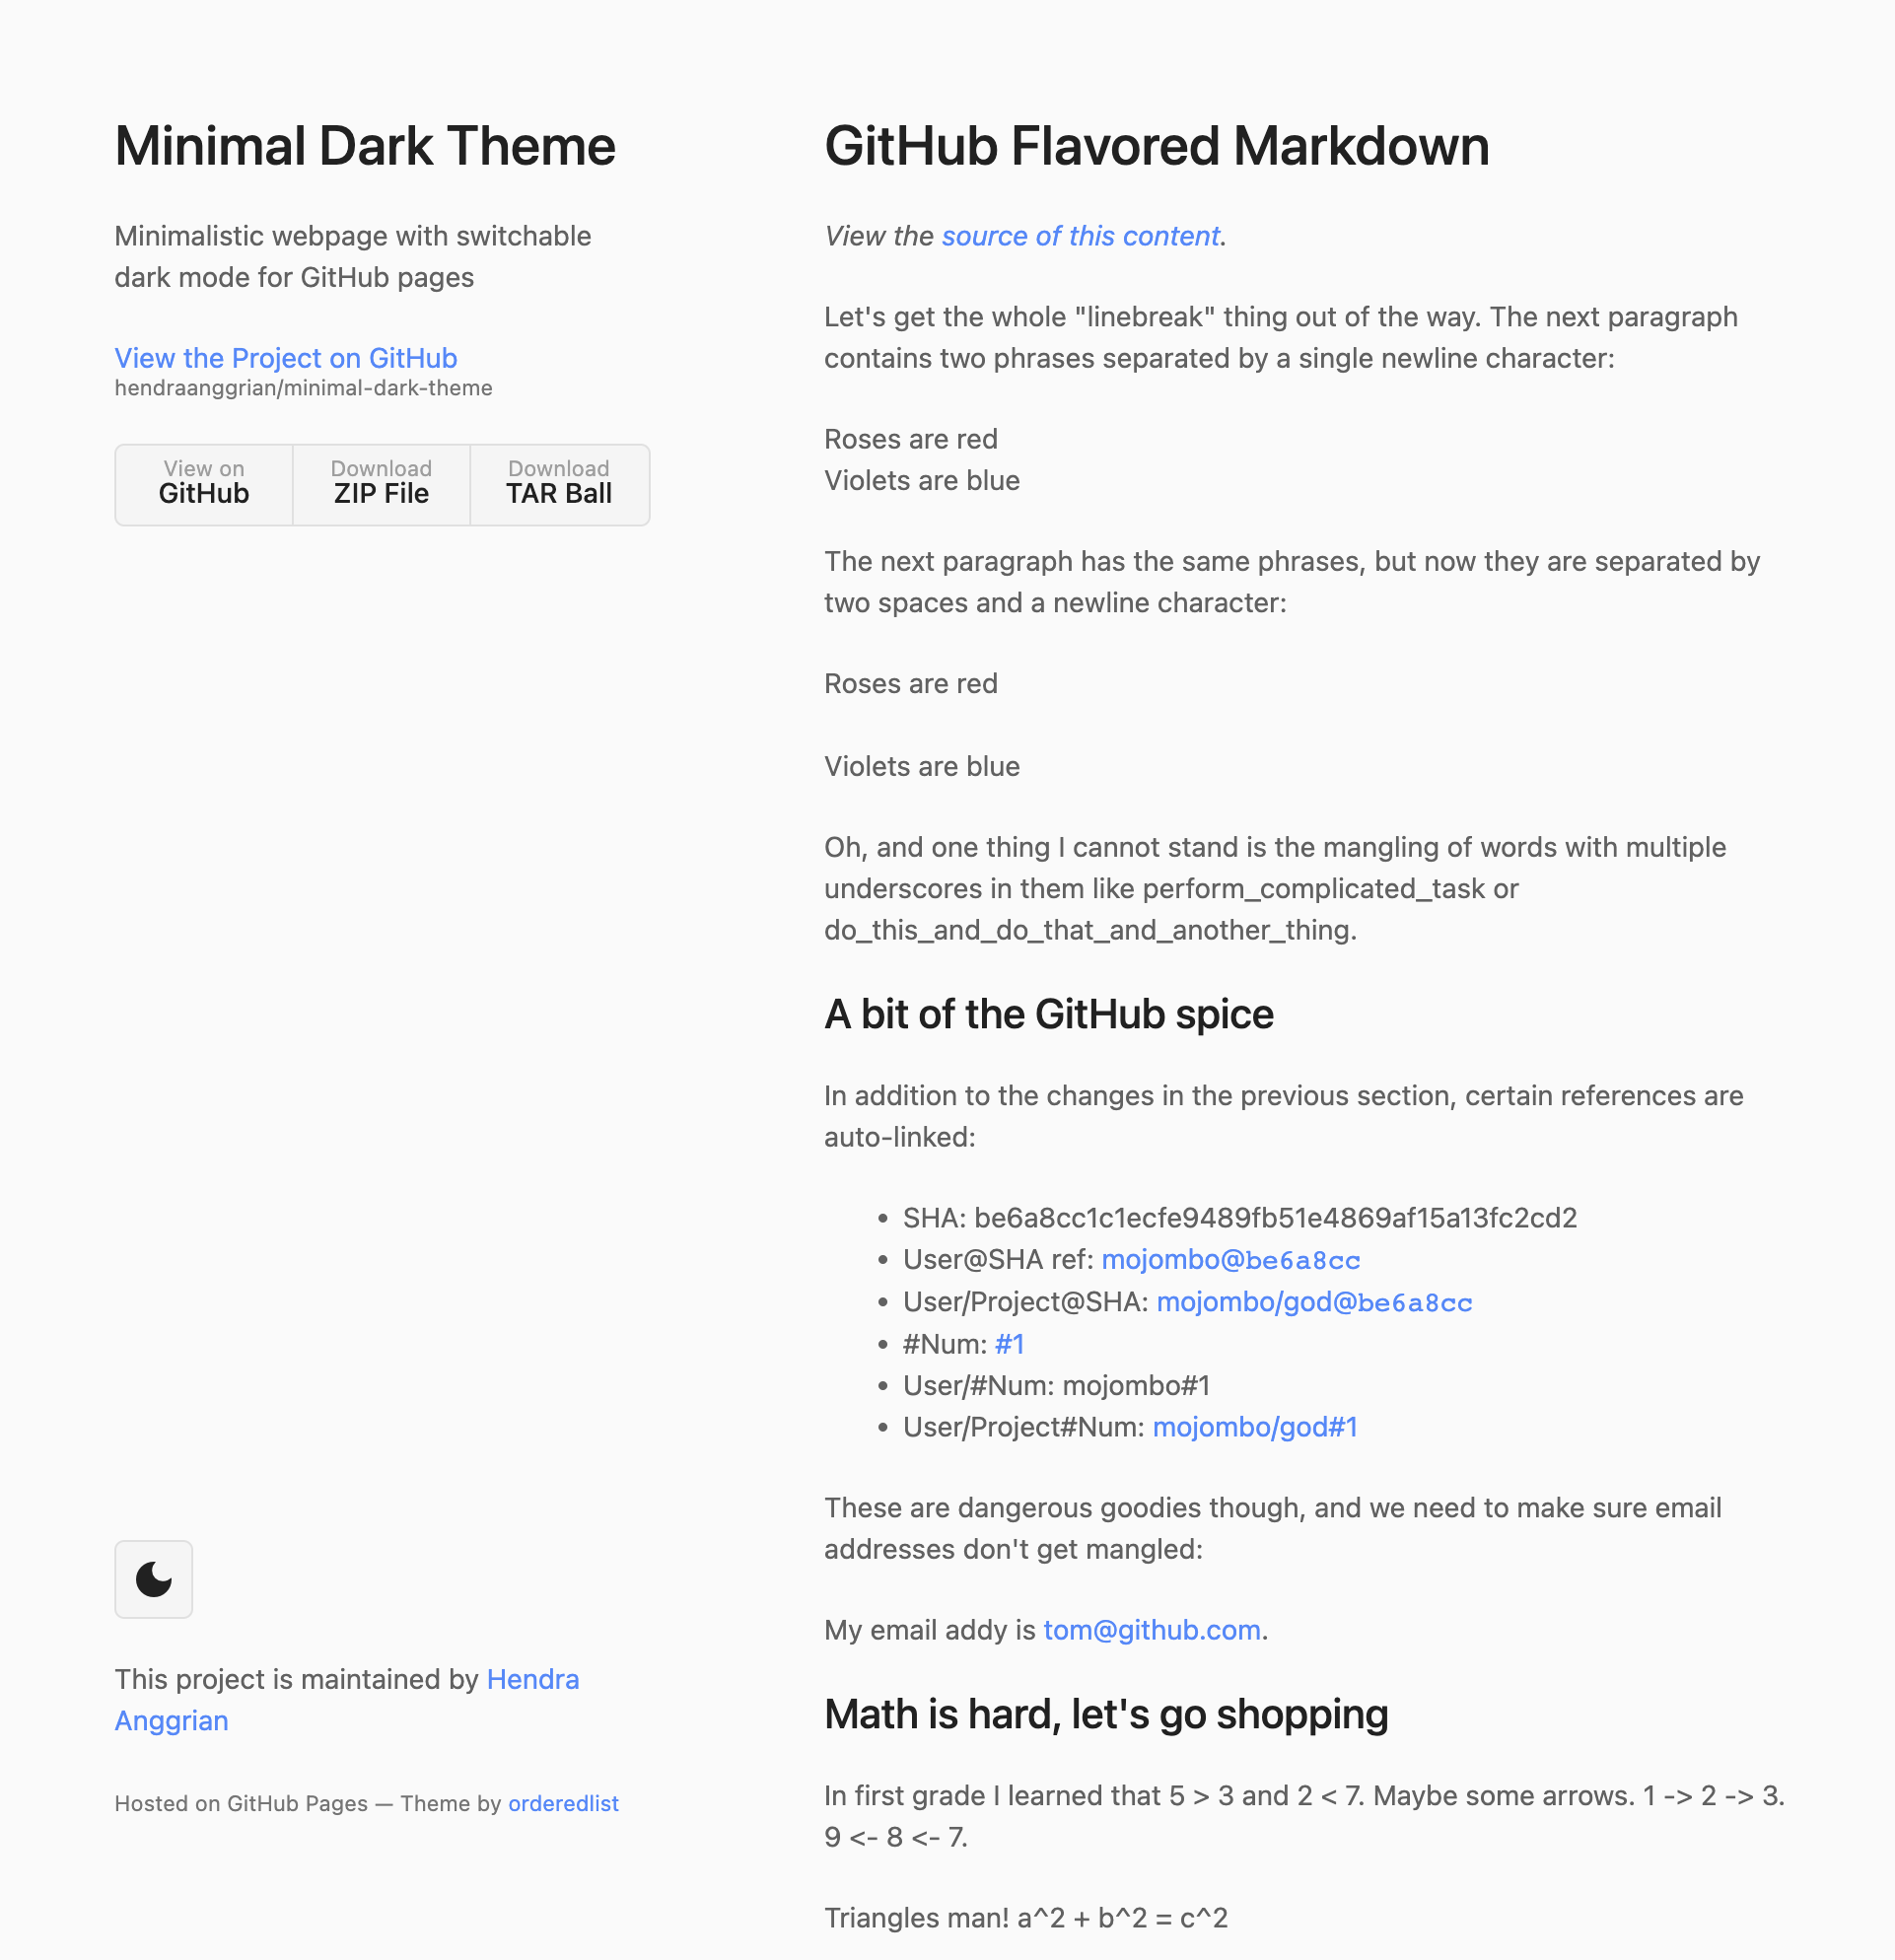 Minimal Dark Theme
Minimalistic webpage with switchable
dark mode for GitHub pages
View the Project on GitHub
hendraanggrian/minimal-dark-theme
View on
GitHub
Download
ZIP File
Download
TAR Ball
This project is maintained by Hendra
Anggrian
Hosted on GitHub Pages — Theme by orderedlist
GitHub Flavored Markdown
View the source of this content.
Let's get the whole "linebreak" thing out of the way. The next paragraph
contains two phrases separated by a single newline character:
Roses are red
Violets are blue
The next paragraph has the same phrases, but now they are separated by
two spaces and a newline character:
Roses are red
Violets are blue
Oh, and one thing I cannot stand is the mangling of words with multiple
underscores in them like perform_complicated_task or
do_this_and_do_that_and_another_thing.
A bit of the GitHub spice
In addition to the changes in the previous section, certain references are
auto-linked:
• SHA: be6a8cc1c1ecfe9489fb51e4869af15a13fc2cd2
• User@SHA ref: mojombo@be6a8cc
• User/Project@SHA: mojombo/god@be6a8cc
• #Num: #1
• User/#Num: mojombo#1
• User/Project#Num: mojombo/god#1
These are dangerous goodies though, and we need to make sure email
addresses don't get mangled:
My email addy is tom@github.com.
Math is hard, let's go shopping
In first grade I learned that 5 > 3 and 2 < 7. Maybe some arrows. 1 -> 2 -> 3.
9 <- 8 <- 7.
Triangles man! a^2 + b^2 = c^2